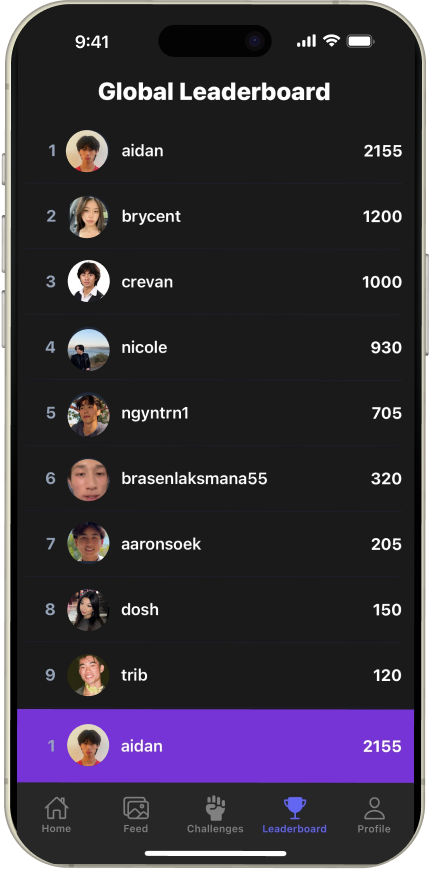 9:41
Global Leaderboard
1 aidan 2155
2 brycent 1200
3 crevan 1000
4 nicole 930
5 ngyntrn1 705
6 brasenlaksmana55 320
7 aaronsoek 205
8 dosh 150
9 trib 120
1 aidan 2155
Home Feed Challenges Leaderboard Profile